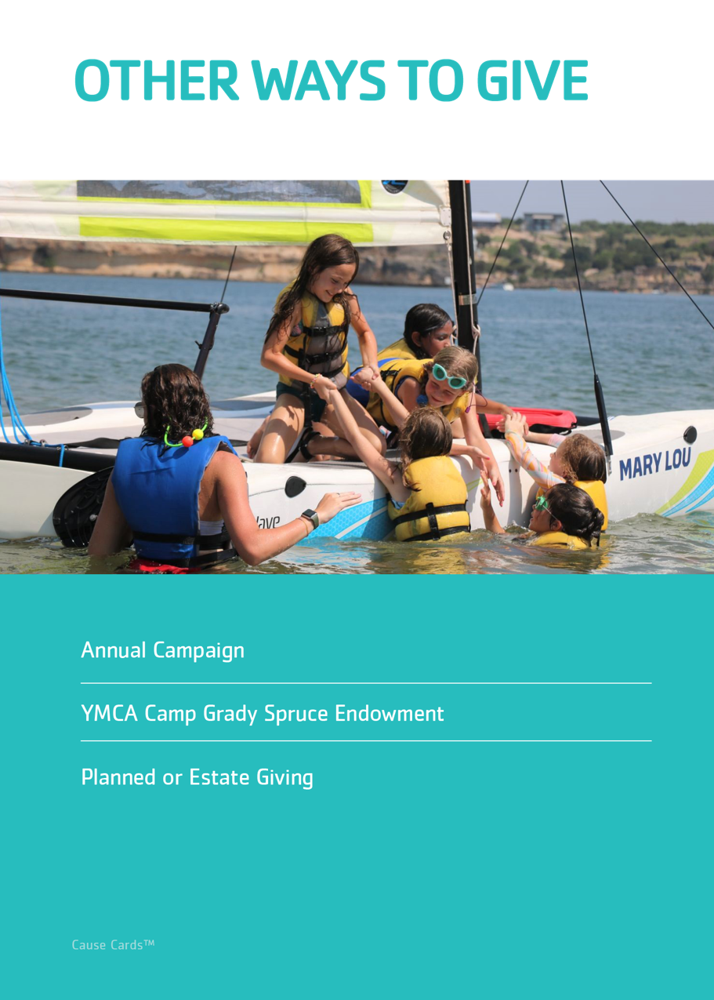 OTHER WAYS TO GIVE
MARY LOU
Annual Campaign
YMCA Camp Grady Spruce Endowment
Planned or Estate Giving
Cause Cards™